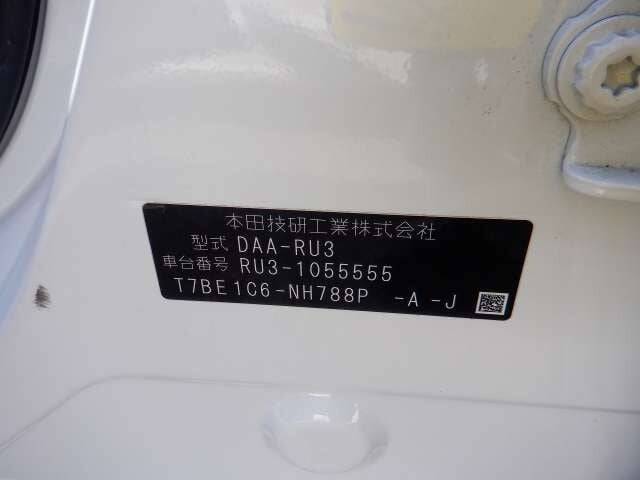 本田技研工業株式会社
型式 DAA-RU3
車台番号 RU3-1055555
T7BE1C6-NH788P -A -J